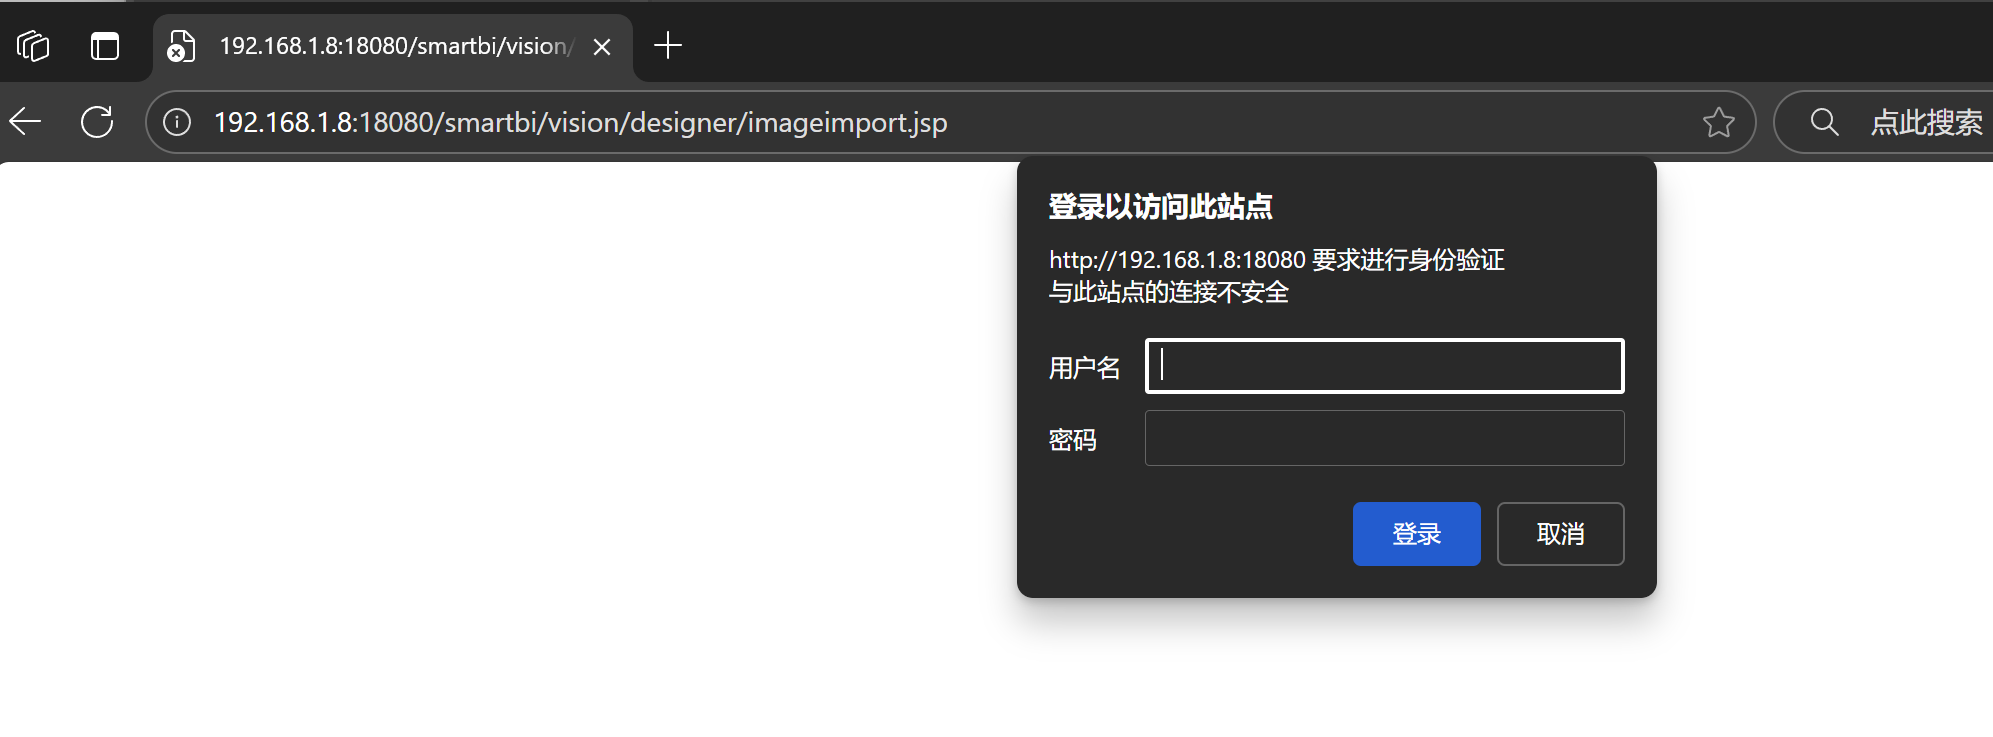 192.168.1.8:18080/smartbi/vision/
192.168.1.8:18080/smartbi/vision/designer/imageimport.jsp
点此搜索
登录以访问此站点
http://192.168.1.8:18080 要求进行身份验证
与此站点的连接不安全
用户名
密码
登录
取消